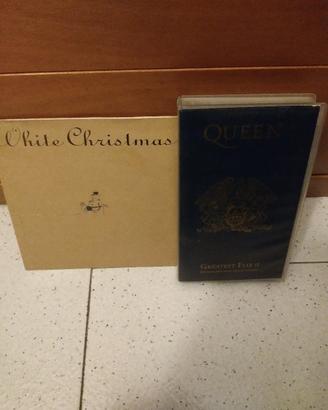 White Christmas
QUEEN
GREATEST FLIX II